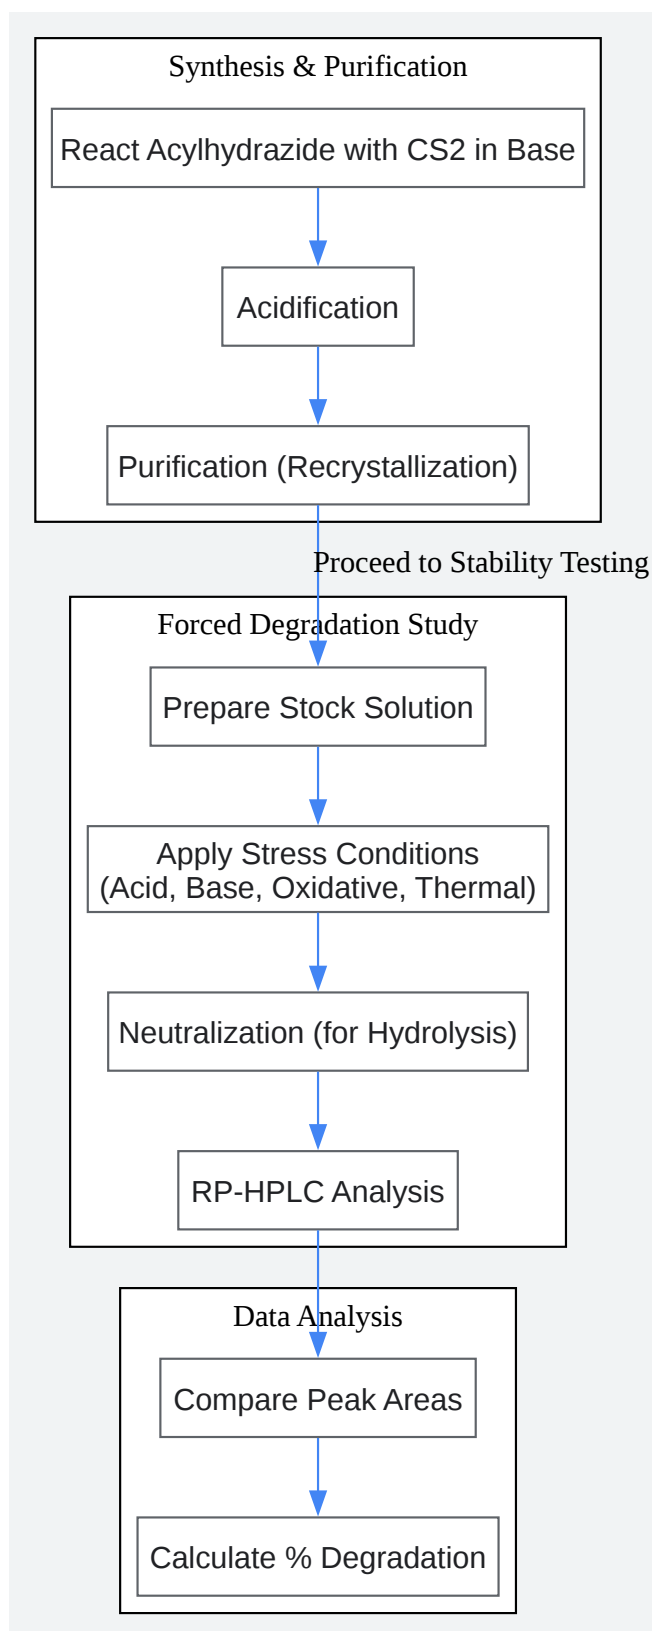 Synthesis & Purification
React Acylhydrazide with CS2 in Base
Acidification
Purification (Recrystallization)
Proceed to Stability Testing
Forced Degradation Study
Prepare Stock Solution
Apply Stress Conditions
(Acid, Base, Oxidative, Thermal)
Neutralization (for Hydrolysis)
RP-HPLC Analysis
Data Analysis
Compare Peak Areas
Calculate % Degradation